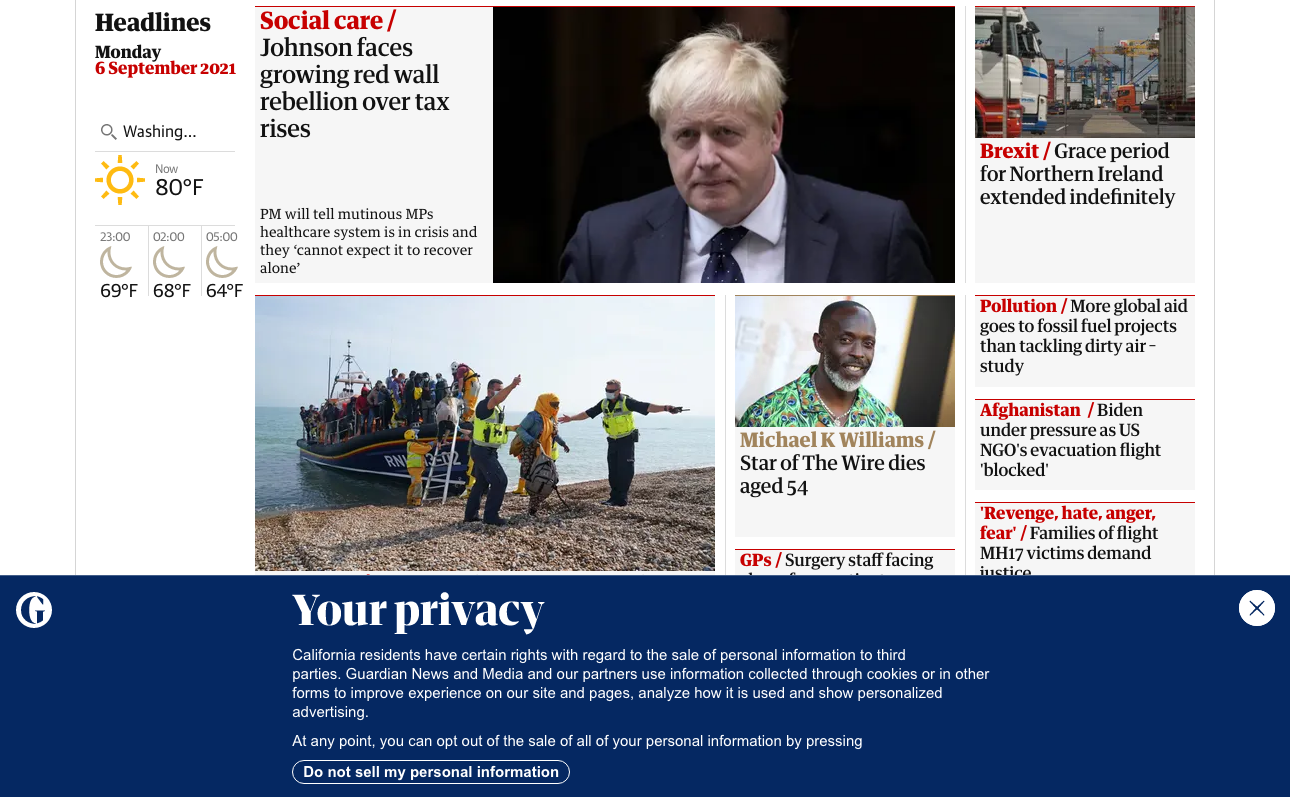 Headlines
Monday
6 September 2021
Washing...
Now
80°F
23:00
02:00
05:00
69°F
68°F
64°F
Social care /
Johnson faces
growing red wall
rebellion over tax
rises
PM will tell mutinous MPs
healthcare system is in crisis and
they ‘cannot expect it to recover
alone’
Brexit / Grace period
for Northern Ireland
extended indefinitely
RNLI 13-02
Michael K Williams /
Star of The Wire dies
aged 54
GPs / Surgery staff facing
Pollution / More global aid
goes to fossil fuel projects
than tackling dirty air –
study
Afghanistan / Biden
under pressure as US
NGO's evacuation flight
'blocked'
'Revenge, hate, anger,
fear' / Families of flight
MH17 victims demand
justice
G
Your privacy
California residents have certain rights with regard to the sale of personal information to third
parties. Guardian News and Media and our partners use information collected through cookies or in other
forms to improve experience on our site and pages, analyze how it is used and show personalized
advertising.
At any point, you can opt out of the sale of all of your personal information by pressing
Do not sell my personal information